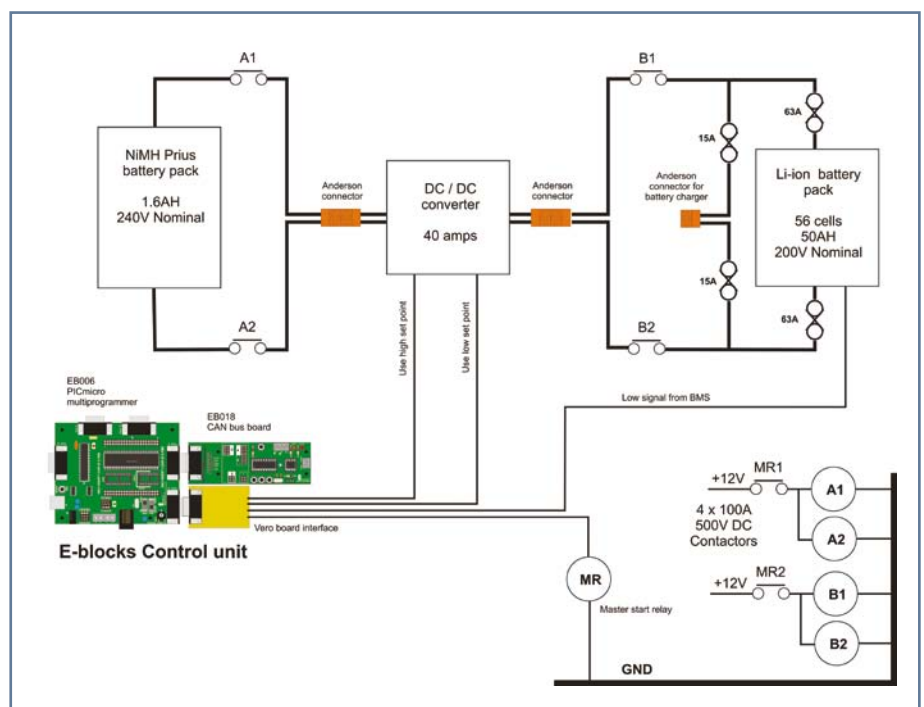 A1
NiMH Prius
battery pack
1.6AH
240V Nominal
A2
Anderson
connector
DC / DC
converter
40 amps
Anderson
connector
B1
15A
63A
Anderson
connector for
battery charger
Li-ion battery
pack
56 cells
50AH
200V Nominal
15A
63A
B2
Use high set point
Use low set point
Low signal from BMS
EB006
PICmicro
multiprogrammer
EB018
CAN bus board
Vero board interface
E-blocks Control unit
MR
Master start relay
GND
+12V
MR1
4 x 100A
500V DC
Contactors
A1
A2
+12V
MR2
B1
B2